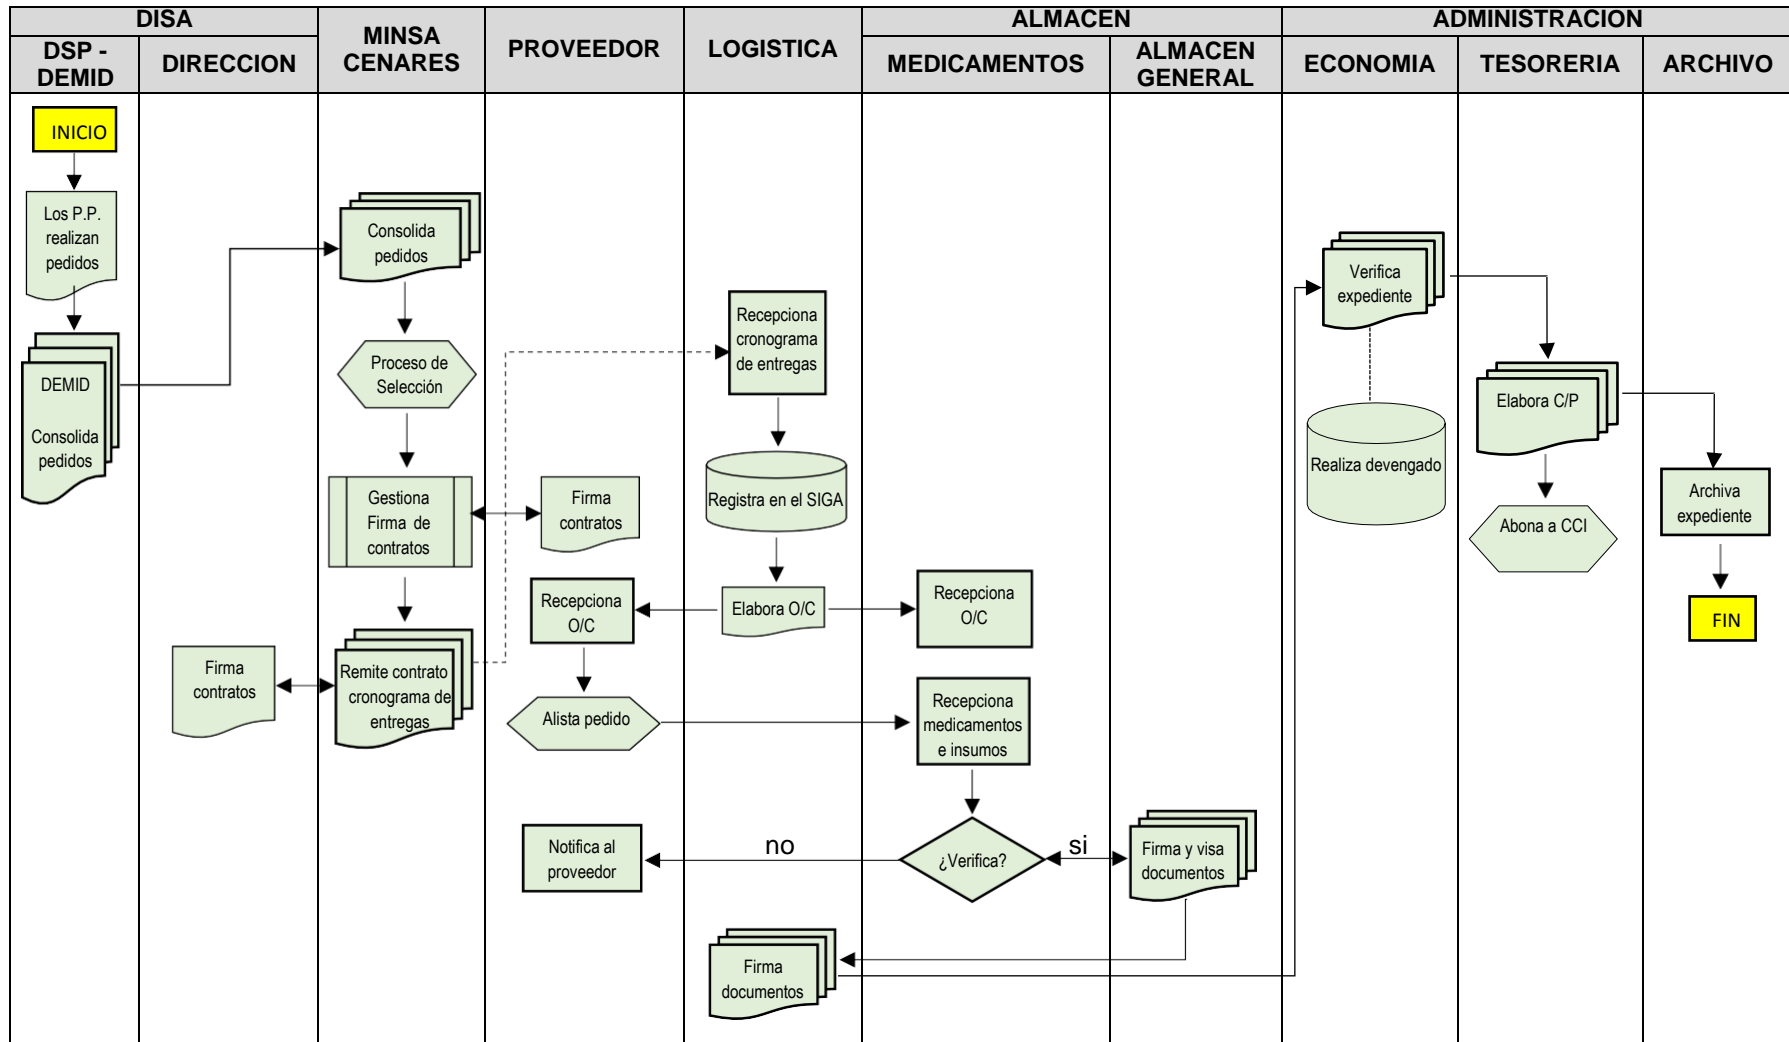 DISA
ALMACEN
ADMINISTRACION
DSP -
DEMID
DIRECCION
MINSA
CENARES
PROVEEDOR
LOGISTICA
MEDICAMENTOS
ALMACEN
GENERAL
ECONOMIA
TESORERIA
ARCHIVO
INICIO
Los P.P.
realizan
pedidos
DEMID
Consolida
pedidos
Consolida
pedidos
Proceso de
Selección
Gestiona
Firma de
contratos
Remite contrato
cronograma de
entregas
Firma
contratos
Firma
contratos
Recepciona
O/C
Alista pedido
Notifica al
proveedor
Recepciona
cronograma
de entregas
Registra en el SIGA
Elabora O/C
Recepciona
O/C
Recepciona
medicamentos
e insumos
¿Verifica?
no
si
Firma y visa
documentos
Firma
documentos
Verifica
expediente
Realiza devengado
Elabora C/P
Abona a CCI
Archiva
expediente
FIN